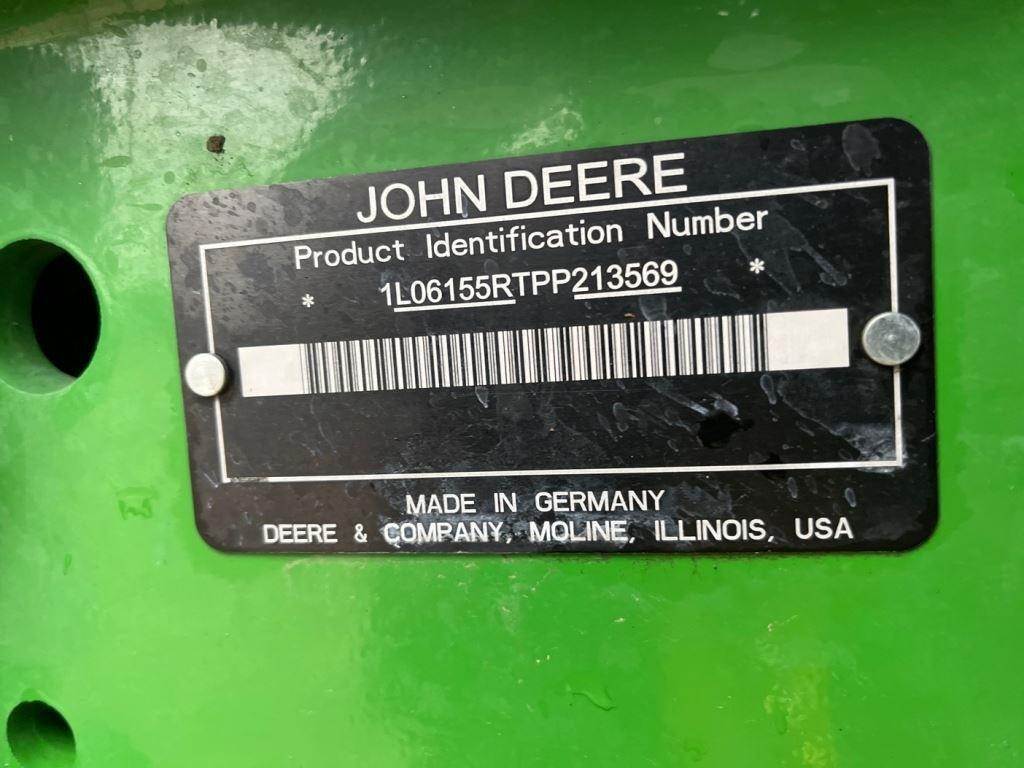 JOHN DEERE
Product Identification Number
* 1L06155RTPP213569 *
MADE IN GERMANY
DEERE & COMPANY, MOLINE, ILLINOIS, USA